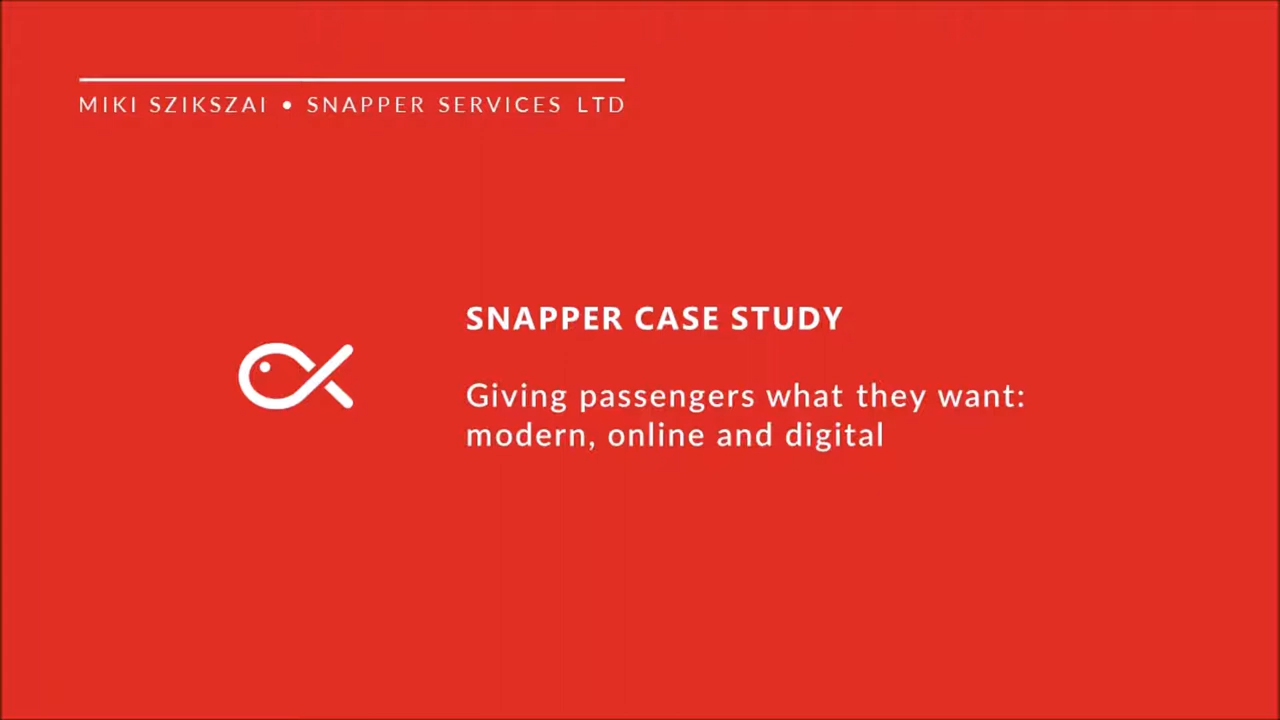 MIKI SZIKSZAI • SNAPPER SERVICES LTD
SNAPPER CASE STUDY
Giving passengers what they want:
modern, online and digital